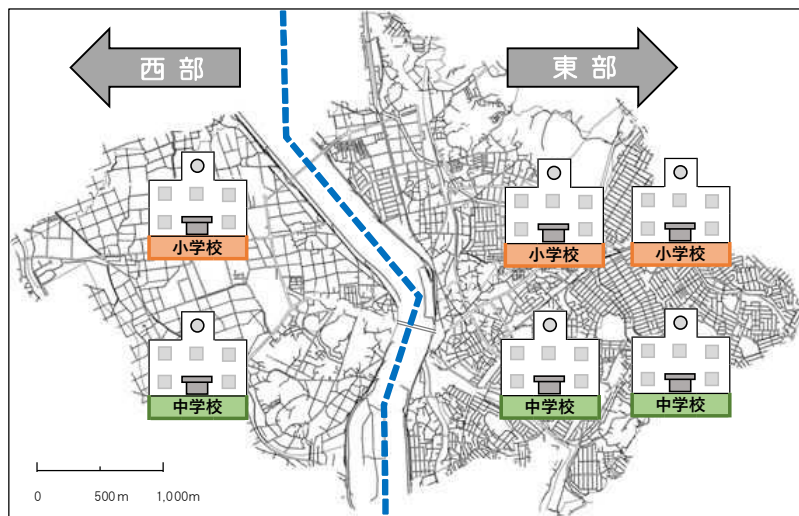 西部
東部
小学校
小学校
小学校
中学校
中学校
中学校
0 500m 1,000m